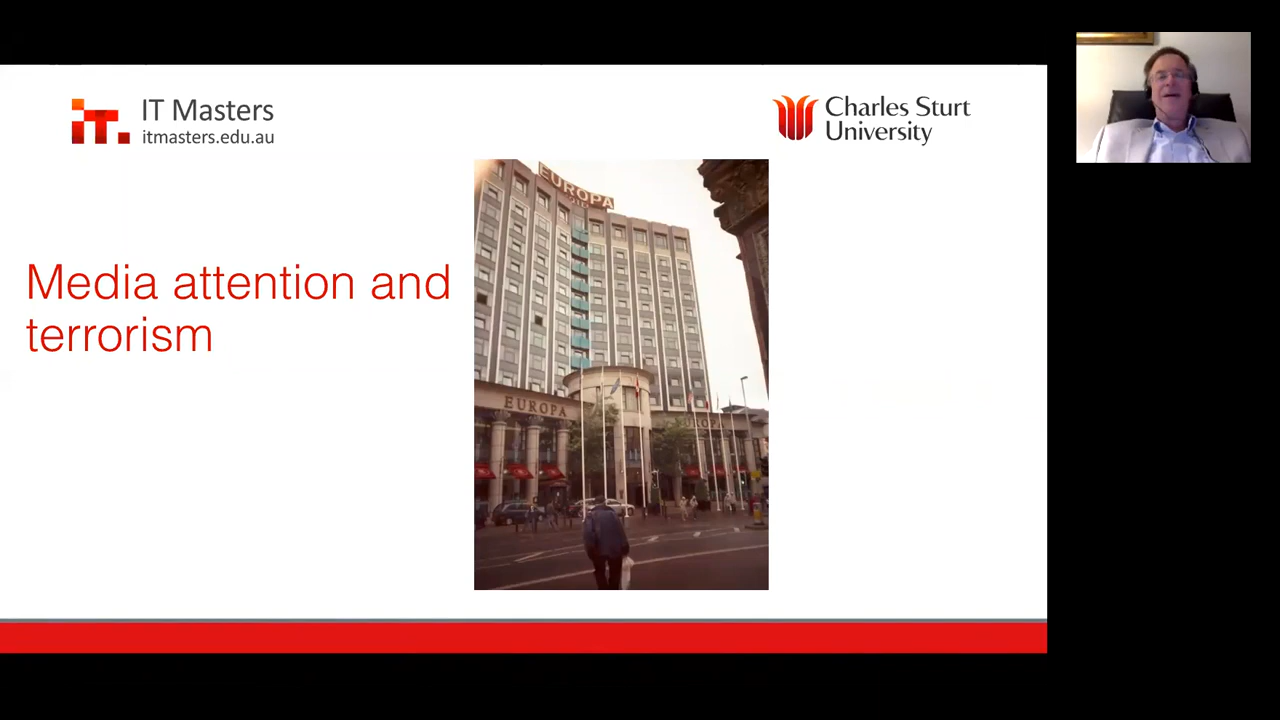 IT Masters
itmasters.edu.au
Charles Sturt
University
Media attention and
terrorism
EUROPA
EUROPA